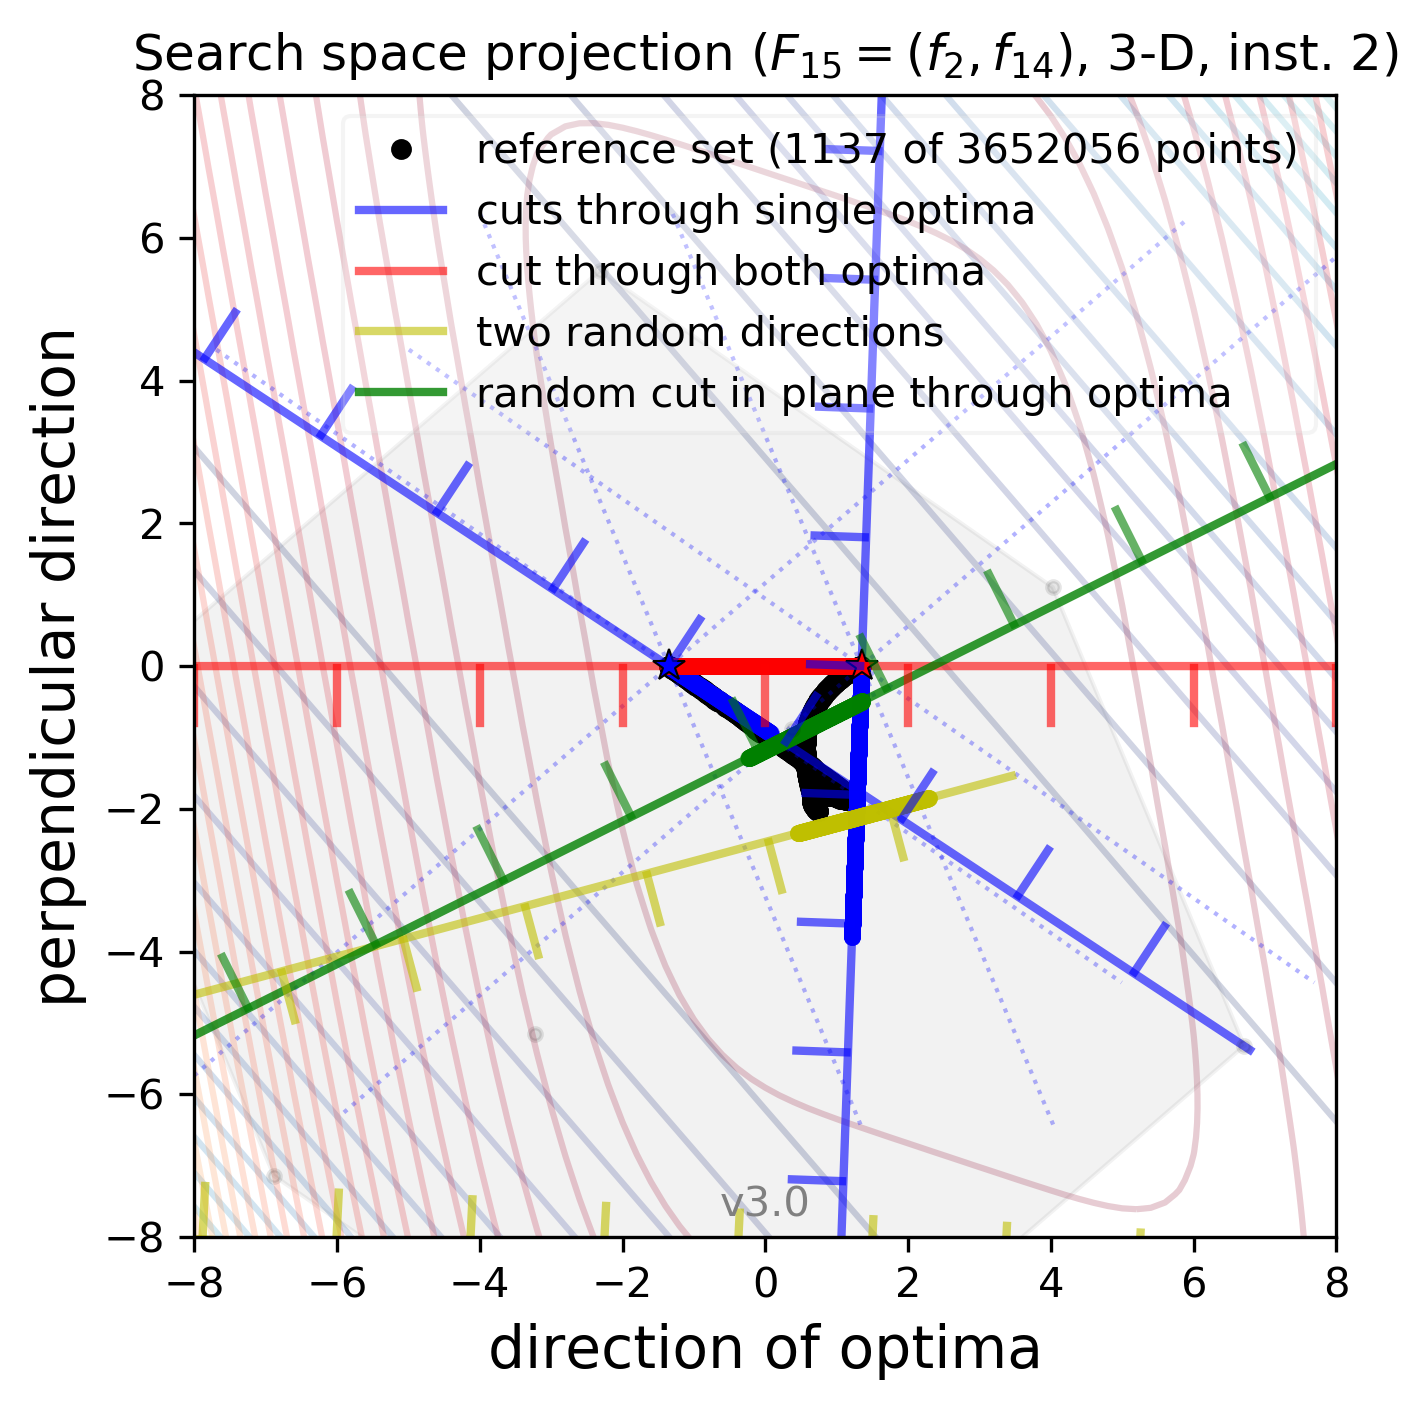 Search space projection (F15 = (f2, f14), 3-D, inst. 2)
8
6
4
2
0
−2
−4
−6
−8
perpendicular direction
reference set (1137 of 3652056 points)
cuts through single optima
cut through both optima
two random directions
random cut in plane through optima
v3.0
−8 −6 −4 −2 0 2 4 6 8
direction of optima